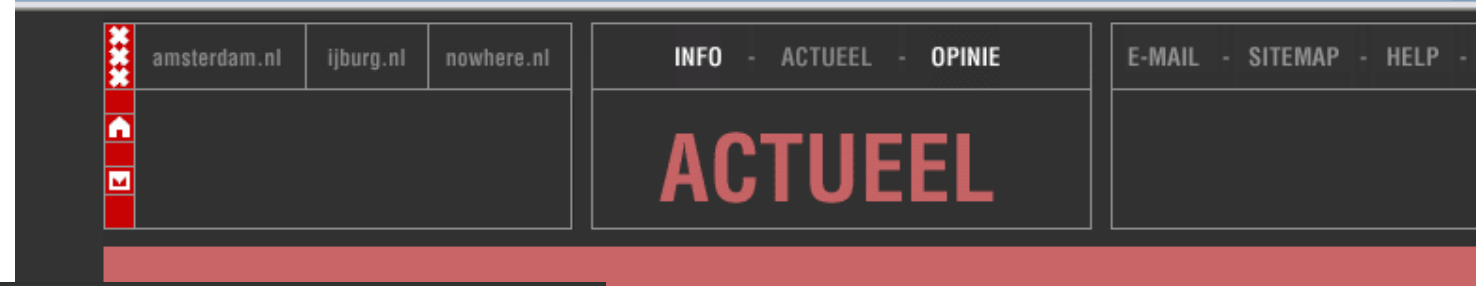 amsterdam.nl ijburg.nl nowhere.nl
INFO - ACTUEEL - OPINIE
E-MAIL - SITEMAP - HELP -
ACTUEEL